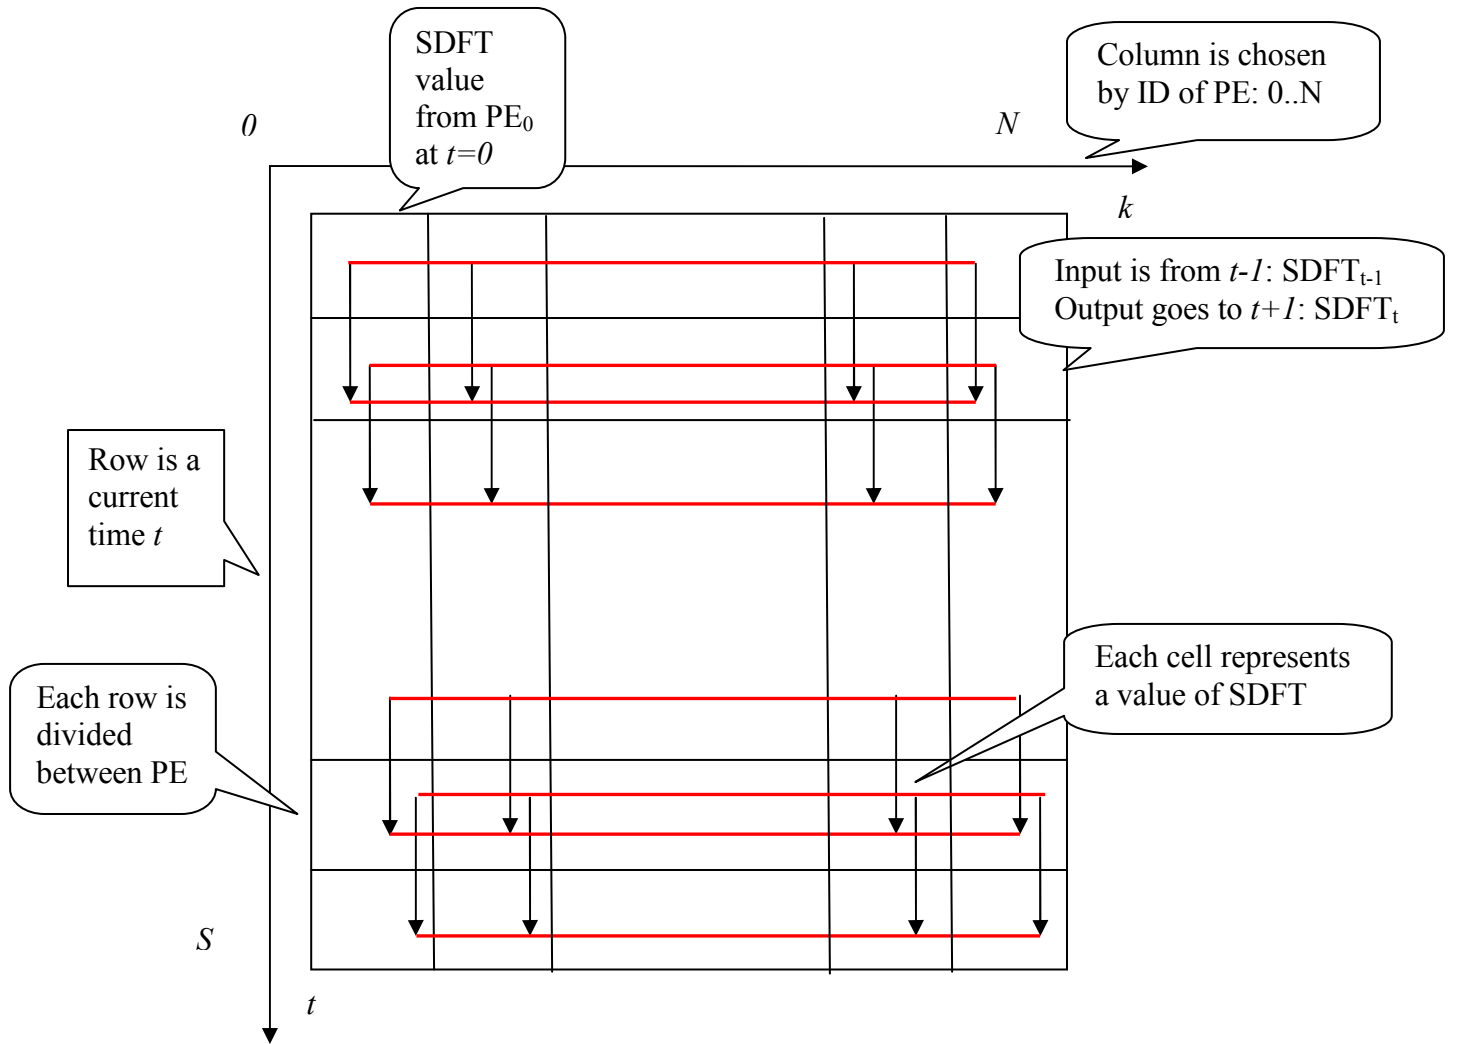 SDFT
value
from PE0
at t=0
Column is chosen
by ID of PE: 0..N
0
N
k
Input is from t-1: SDFTt-1
Output goes to t+1: SDFTt
Row is a
current
time t
Each cell represents
a value of SDFT
Each row is
divided
between PE
S
t